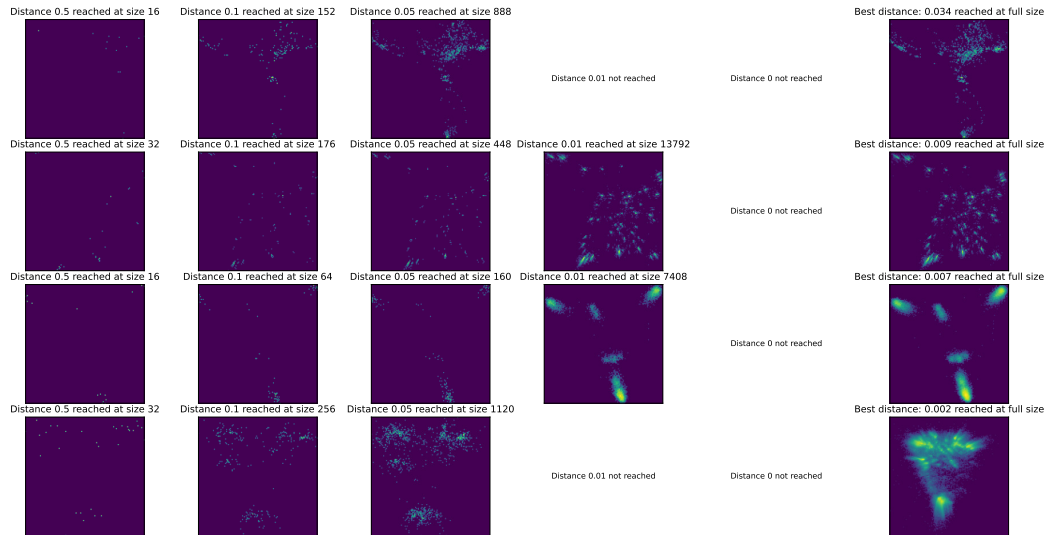 Distance 0.5 reached at size 16
Distance 0.1 reached at size 152
Distance 0.05 reached at size 888
Distance 0.01 not reached
Distance 0 not reached
Best distance: 0.034 reached at full size
Distance 0.5 reached at size 32
Distance 0.1 reached at size 176
Distance 0.05 reached at size 448
Distance 0.01 reached at size 13792
Distance 0 not reached
Best distance: 0.009 reached at full size
Distance 0.5 reached at size 16
Distance 0.1 reached at size 64
Distance 0.05 reached at size 160
Distance 0.01 reached at size 7408
Distance 0 not reached
Best distance: 0.007 reached at full size
Distance 0.5 reached at size 32
Distance 0.1 reached at size 256
Distance 0.05 reached at size 1120
Distance 0.01 not reached
Distance 0 not reached
Best distance: 0.002 reached at full size